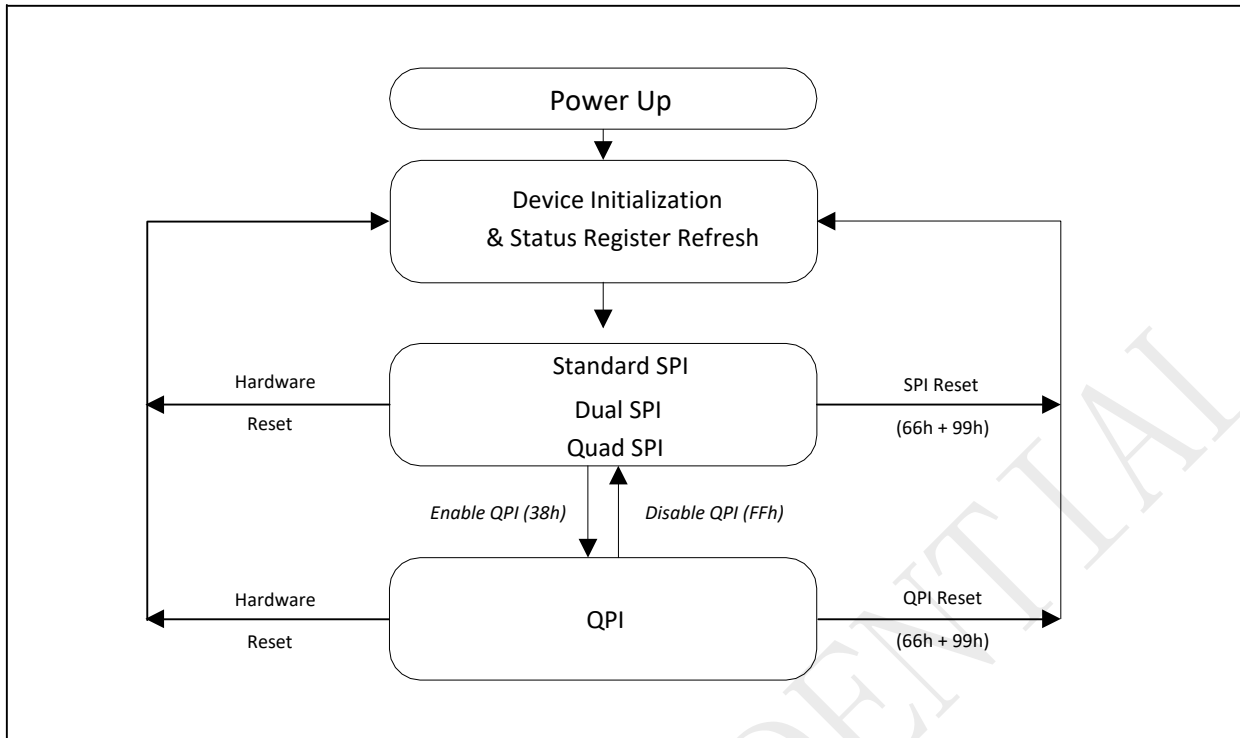 Power Up
Device Initialization
& Status Register Refresh
Standard SPI
Dual SPI
Quad SPI
Hardware
Reset
SPI Reset
(66h + 99h)
Enable QPI (38h)
Disable QPI (FFh)
QPI
Hardware
Reset
QPI Reset
(66h + 99h)
DENTIAL